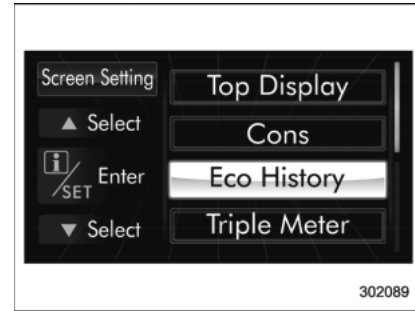 Screen Setting
▲ Select
i/SET Enter
▼ Select
Top Display
Cons
Eco History
Triple Meter
302089